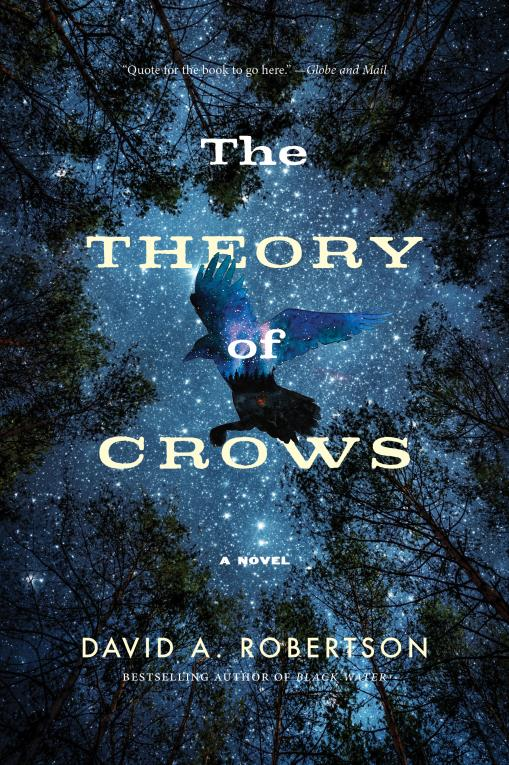 “Quote for the book to go here.” —Globe and Mail
The
THEORY
of
CROWS
A NOVEL
DAVID A. ROBERTSON
BESTSELLING AUTHOR OF BLACK WATER